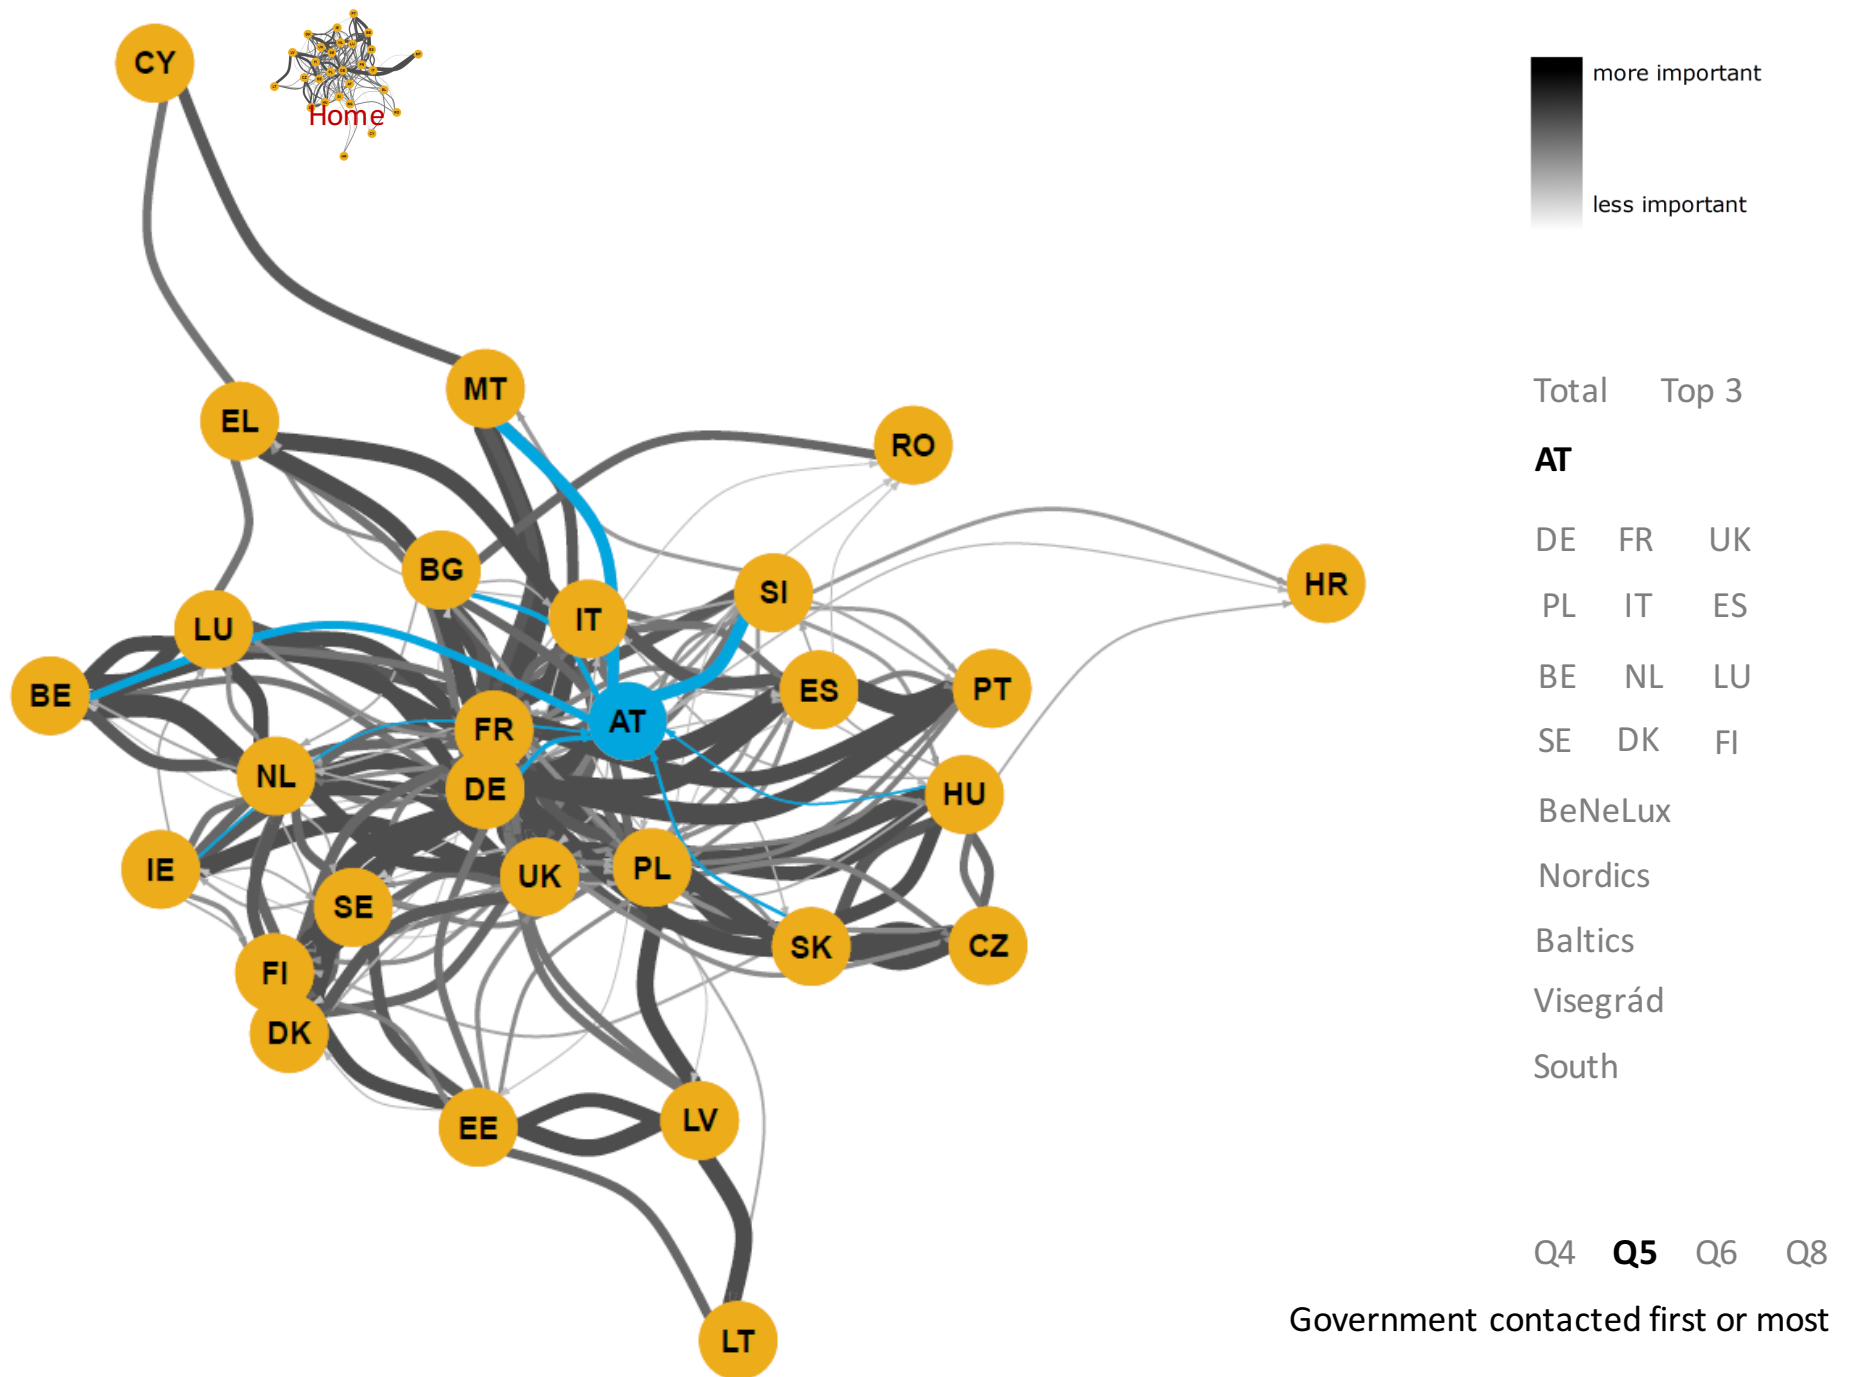 CY
Home
more important
less important
MT
EL
RO
Total Top 3
AT
BG
SI
IT
HR
DE FR UK
LU
PL IT ES
BE
ES
PT
FR
AT
BE NL LU
NL
DE
HU
SE DK FI
IE
UK
PL
BeNeLux
SE
SK
CZ
Nordics
FI
Baltics
DK
Visegrád
South
EE
LV
LT
Q4 Q5 Q6 Q8
Government contacted first or most